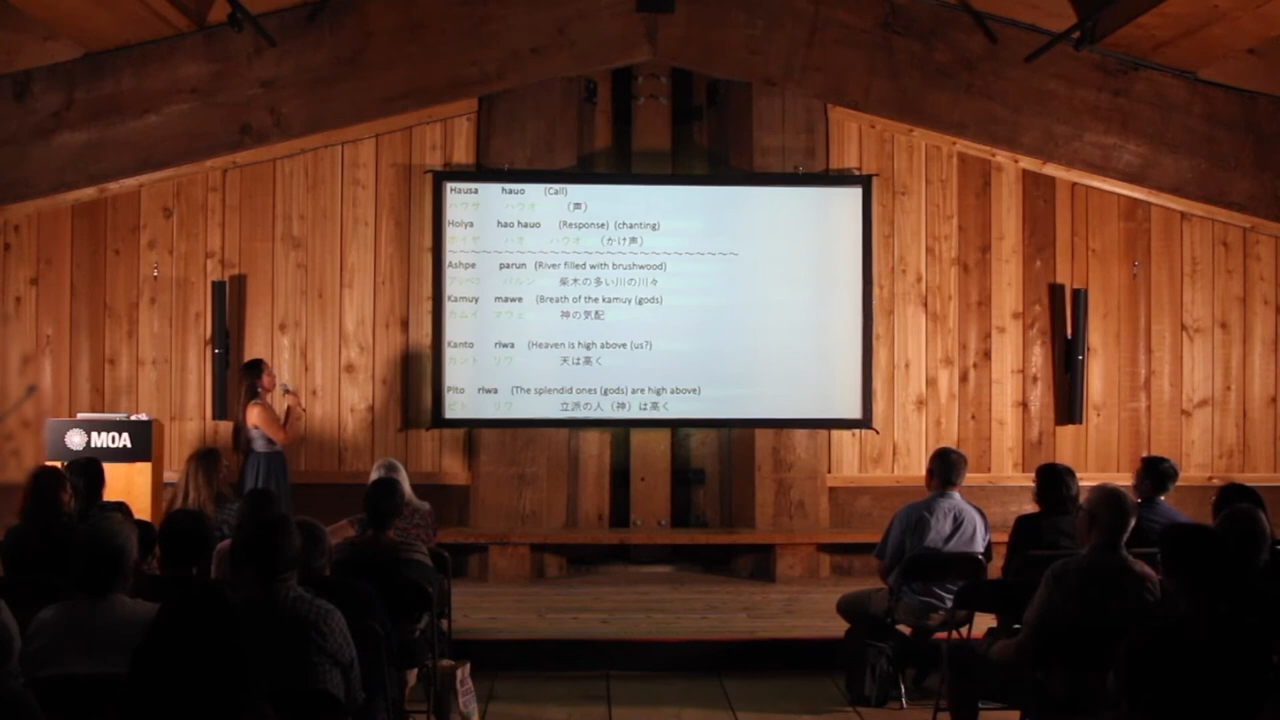 Hausa hauo (Call)
ハウサ ハウオ （声）
Hoiya hao hauo (Response) (chanting)
ホイヤ ハオ ハウオ （かけ声）
Ashpe parun (River filled with brushwood)
パルン 柴木の多い川の川々
Kamuy mawe (Breath of the kamuy (gods)
カムイ マウェ 神の気配
Kanto riwa (Heaven is high above (us?)
カント リワ 天は高く
Pito riwa (The splendid ones (gods) are high above)
ピト リワ 立派の人（神）は高く
MOA